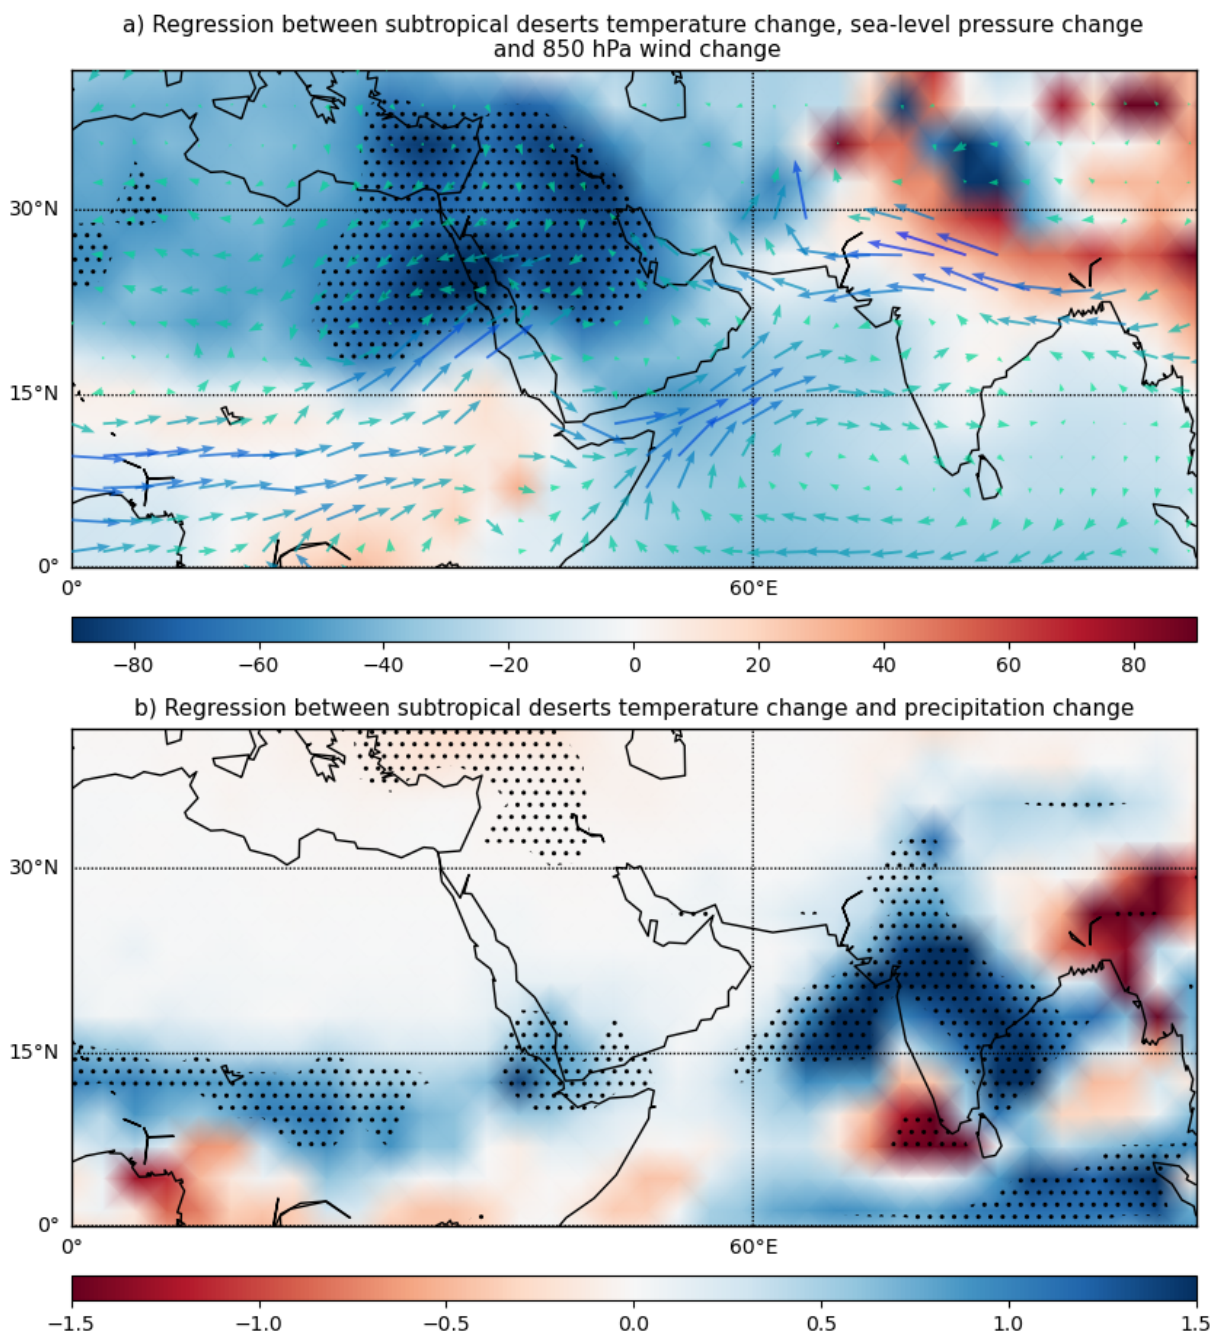 a) Regression between subtropical deserts temperature change, sea-level pressure change
and 850 hPa wind change
30°N
15°N
0°
0° 60°E
−80 −60 −40 −20 0 20 40 60 80
b) Regression between subtropical deserts temperature change and precipitation change
30°N
15°N
0°
0° 60°E
−1.5 −1.0 −0.5 0.0 0.5 1.0 1.5